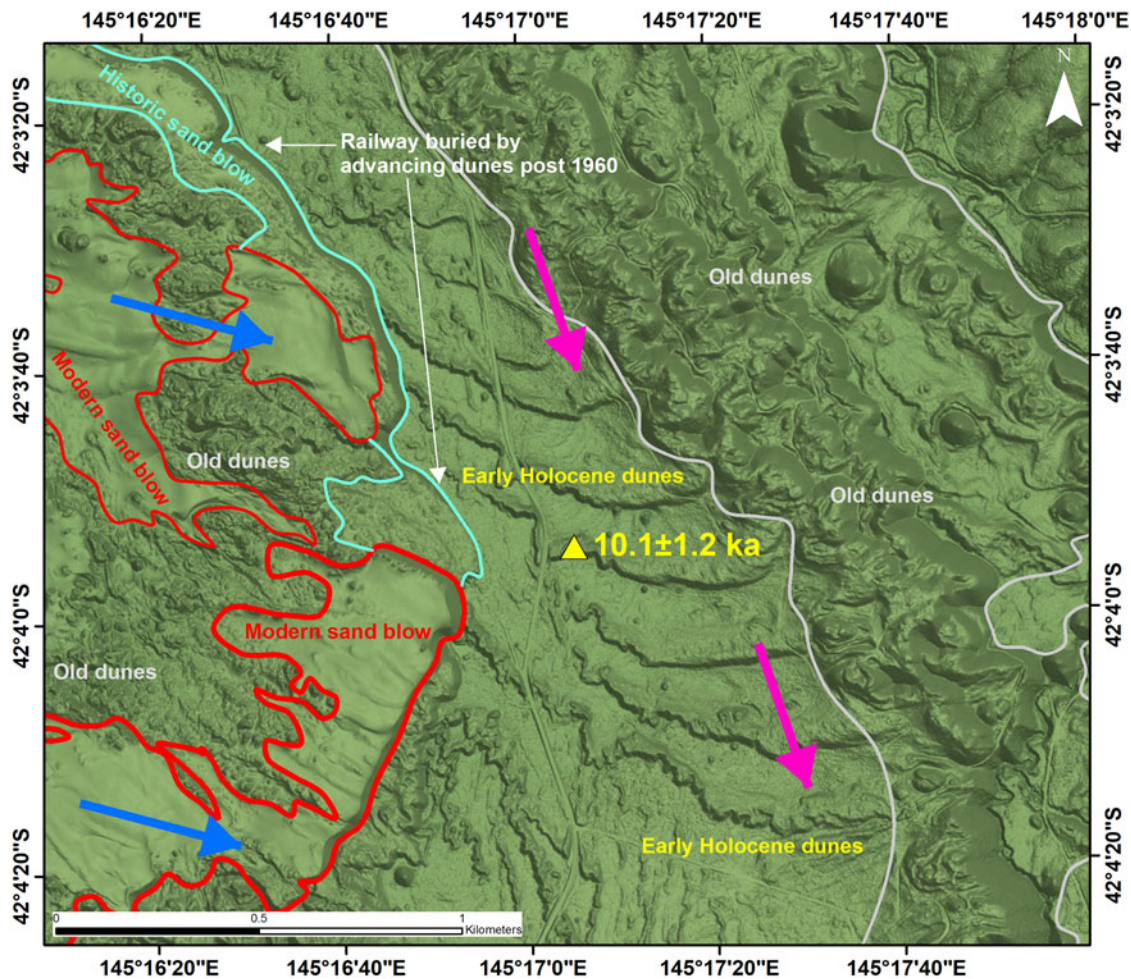 145°16'20"E 145°16'40"E 145°17'0"E 145°17'20"E 145°17'40"E 145°18'0"E
N
42°3'20"S 42°3'20"S
Historic sand blow
Railway buried by
advancing dunes post 1960
Old dunes
42°3'40"S 42°3'40"S
Modern sand blow
Old dunes
Early Holocene dunes
Old dunes
10.1±1.2 ka
42°4'0"S 42°4'0"S
Modern sand blow
Old dunes
Early Holocene dunes
42°4'20"S 42°4'20"S
0 0.5 1
Kilometers
145°16'20"E 145°16'40"E 145°17'0"E 145°17'20"E 145°17'40"E